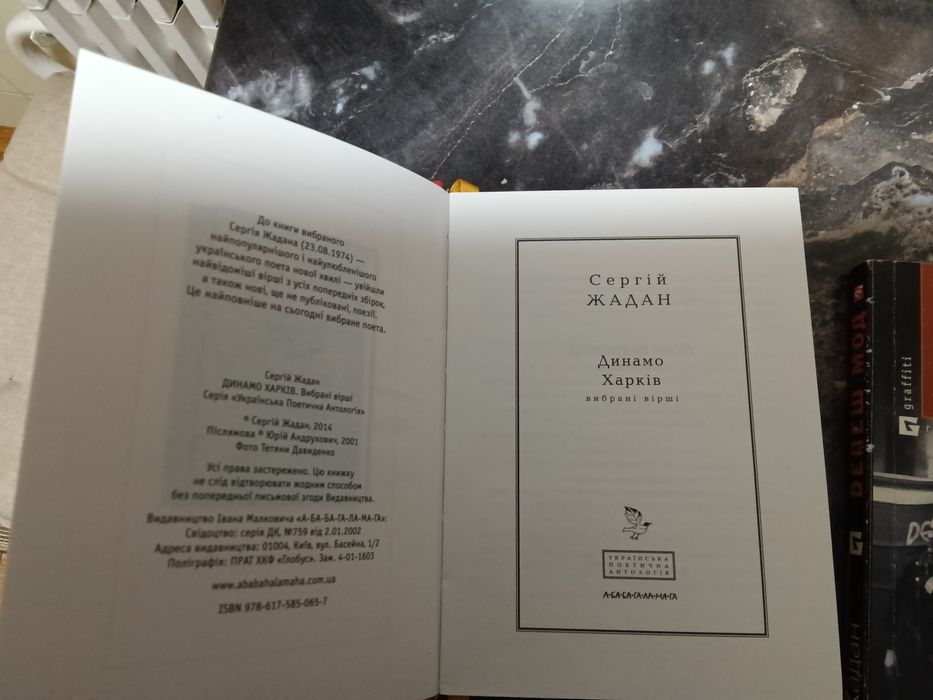 До книги вибраного
Сергія Жадана (23.08.1974) —
найпопулярнішого і найулюбленішого
українського поета нової хвилі — увійшли
найвідоміші вірші з усіх попередніх збірок,
а також нові, ще не публіковані, поезії.
Це найповніше на сьогодні вибране поета.
Сергій Жадан
ДИНАМО ХАРКІВ. Вибрані вірші
Серія «Українська Поетична Антологія»
© Сергій Жадан, 2014
Післямова © Юрій Андрухович, 2001
Фото Тетяни Давиденко
Усі права застережено. Цю книжку
не слід відтворювати жодним способом
без попередньої письмової згоди Видавництва.
Видавництво Івана Малковича «А-БА-БА-ГА-ЛА-МА-ГА»:
Свідоцтво: серія ДК, №759 від 2.01.2002
Адреса видавництва: 01004, Київ, вул. Басейна, 1/2
Поліграфія: ПРАТ ХКФ «Глобус». Зам. 4-01-1603
www.ababahalamaha.com.ua
ISBN 978-617-585-065-7
Сергій
ЖАДАН
Динамо
Харків
вибрані вірші
УКРАЇНСЬКА
ПОЕТИЧНА
АНТОЛОГІЯ
А-БА-БА-ГА-ЛА-МА-ГА
ДЕПЕШ МОД
graffiti